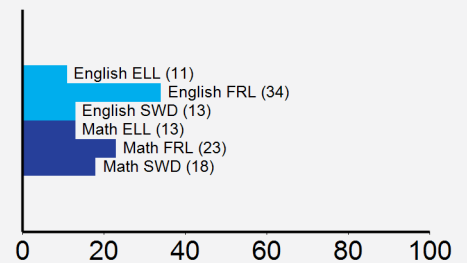 English ELL (11)
English FRL (34)
English SWD (13)
Math ELL (13)
Math FRL (23)
Math SWD (18)
0 20 40 60 80 100